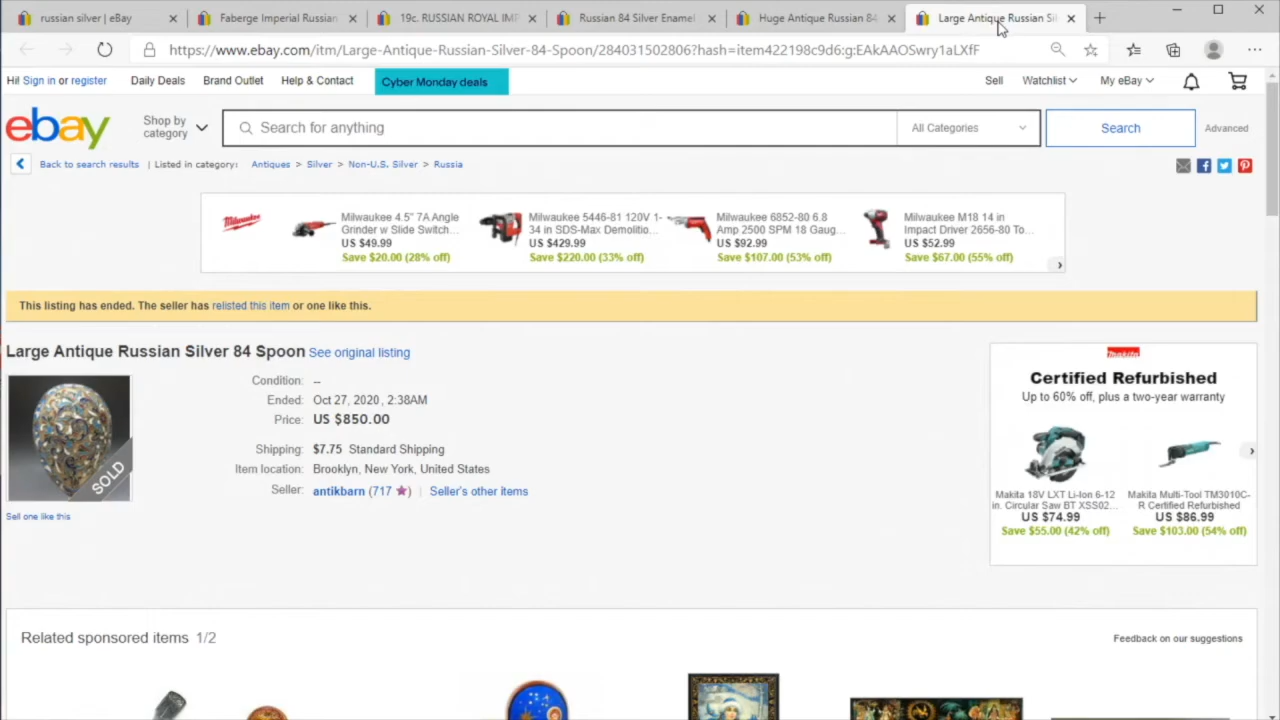 russian silver | eBay
Faberge Imperial Russian
19c. RUSSIAN ROYAL IMP
Russian 84 Silver Enamel
Huge Antique Russian 84
Large Antique Russian Sil
https://www.ebay.com/itm/Large-Antique-Russian-Silver-84-Spoon/284031502806?hash=item422198c9d6:g:EAkAAOSwry1aLXfF
Hi! Sign in or register
Daily Deals
Brand Outlet
Help & Contact
Cyber Monday deals
Sell
Watchlist
My eBay
ebay
Shop by
category
Search for anything
All Categories
Search
Advanced
Back to search results | Listed in category: Antiques > Silver > Non-U.S. Silver > Russia
Milwaukee
Milwaukee 4.5" 7A Angle
Grinder w Slide Switch...
US $49.99
Save $20.00 (28% off)
Milwaukee 5446-81 120V 1-
34 in SDS-Max Demolitio...
US $429.99
Save $220.00 (33% off)
Milwaukee 6852-80 6.8
Amp 2500 SPM 18 Gaug...
US $92.99
Save $107.00 (53% off)
Milwaukee M18 14 in
Impact Driver 2656-80 To...
US $52.99
Save $67.00 (55% off)
This listing has ended. The seller has relisted this item or one like this.
Large Antique Russian Silver 84 Spoon See original listing
SOLD
Sell one like this
Condition: --
Ended: Oct 27, 2020, 2:38AM
Price: US $850.00
Shipping: $7.75 Standard Shipping
Item location: Brooklyn, New York, United States
Seller: antikbarn (717 ★) | Seller's other items
Makita
Certified Refurbished
Up to 60% off, plus a two-year warranty
Makita 18V LXT Li-Ion 6-12
in. Circular Saw BT XSS02...
US $74.99
Save $55.00 (42% off)
Makita Multi-Tool TM3010C-
R Certified Refurbished
US $86.99
Save $103.00 (54% off)
Related sponsored items 1/2
Feedback on our suggestions